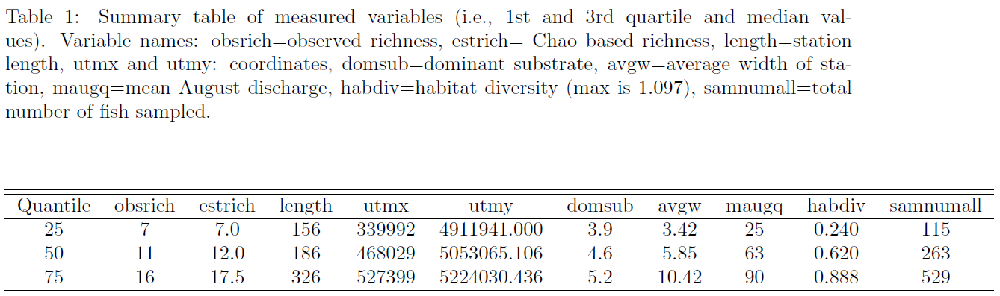 Table 1: Summary table of measured variables (i.e., 1st and 3rd quartile and median val-
ues). Variable names: obsrich=observed richness, estrich= Chao based richness, length=station
length, utmx and utmy: coordinates, domsub=dominant substrate, avgw=average width of sta-
tion, maugq=mean August discharge, habdiv=habitat diversity (max is 1.097), samnumall=total
number of fish sampled.
Quantile obsrich estrich length utmx utmy domsub avgw maugq habdiv samnumall
25 7 7.0 156 339992 4911941.000 3.9 3.42 25 0.240 115
50 11 12.0 186 468029 5053065.106 4.6 5.85 63 0.620 263
75 16 17.5 326 527399 5224030.436 5.2 10.42 90 0.888 529